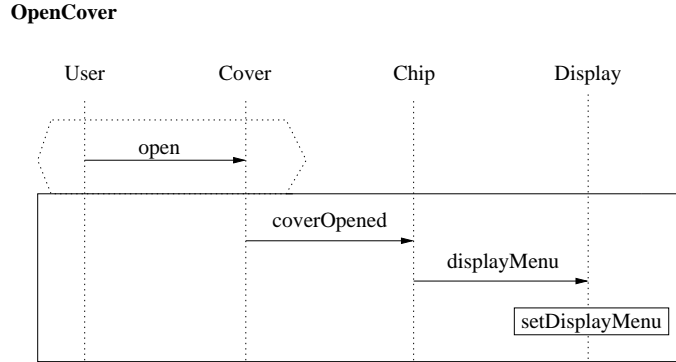 OpenCover
User Cover Chip Display
open
coverOpened
displayMenu
setDisplayMenu